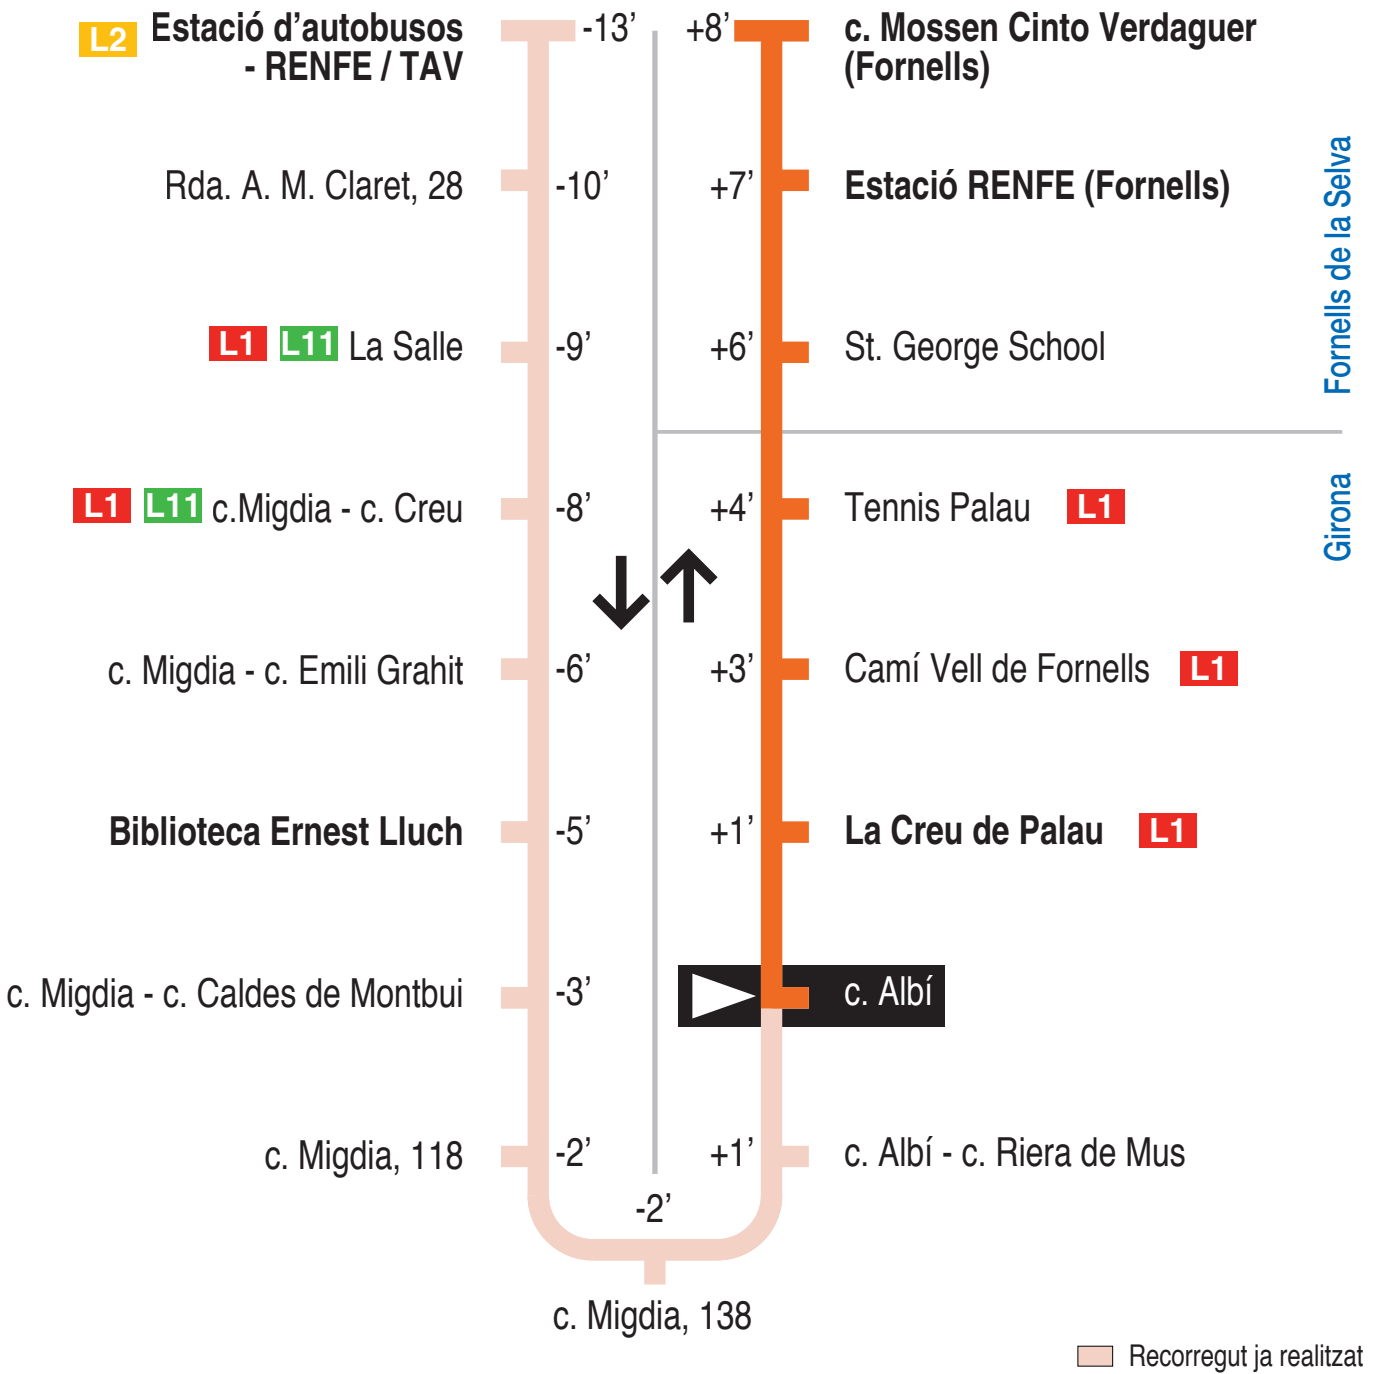 L2 Estació d’autobusos
- RENFE / TAV
-13’
+8’
c. Mossen Cinto Verdaguer
(Fornells)
Rda. A. M. Claret, 28
-10’
+7’
Estació RENFE (Fornells)
L1 L11 La Salle
-9’
+6’
St. George School
Fornells de la Selva
L1 L11 c.Migdia - c. Creu
-8’
+4’
Tennis Palau L1
Girona
c. Migdia - c. Emili Grahit
-6’
+3’
Camí Vell de Fornells L1
Biblioteca Ernest Lluch
-5’
+1’
La Creu de Palau L1
c. Migdia - c. Caldes de Montbui
-3’
c. Albí
c. Migdia, 118
-2’
+1’
c. Albí - c. Riera de Mus
-2’
c. Migdia, 138
Recorregut ja realitzat